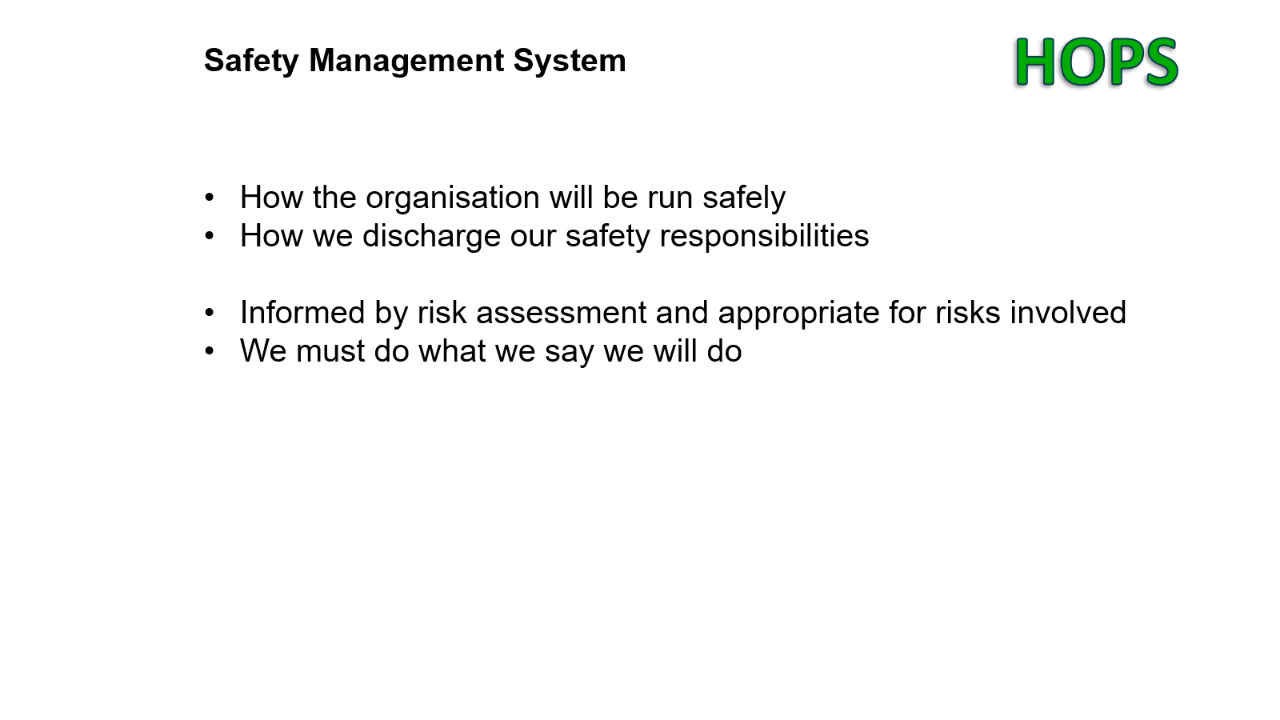 Safety Management System
HOPS
• How the organisation will be run safely
• How we discharge our safety responsibilities
• Informed by risk assessment and appropriate for risks involved
• We must do what we say we will do